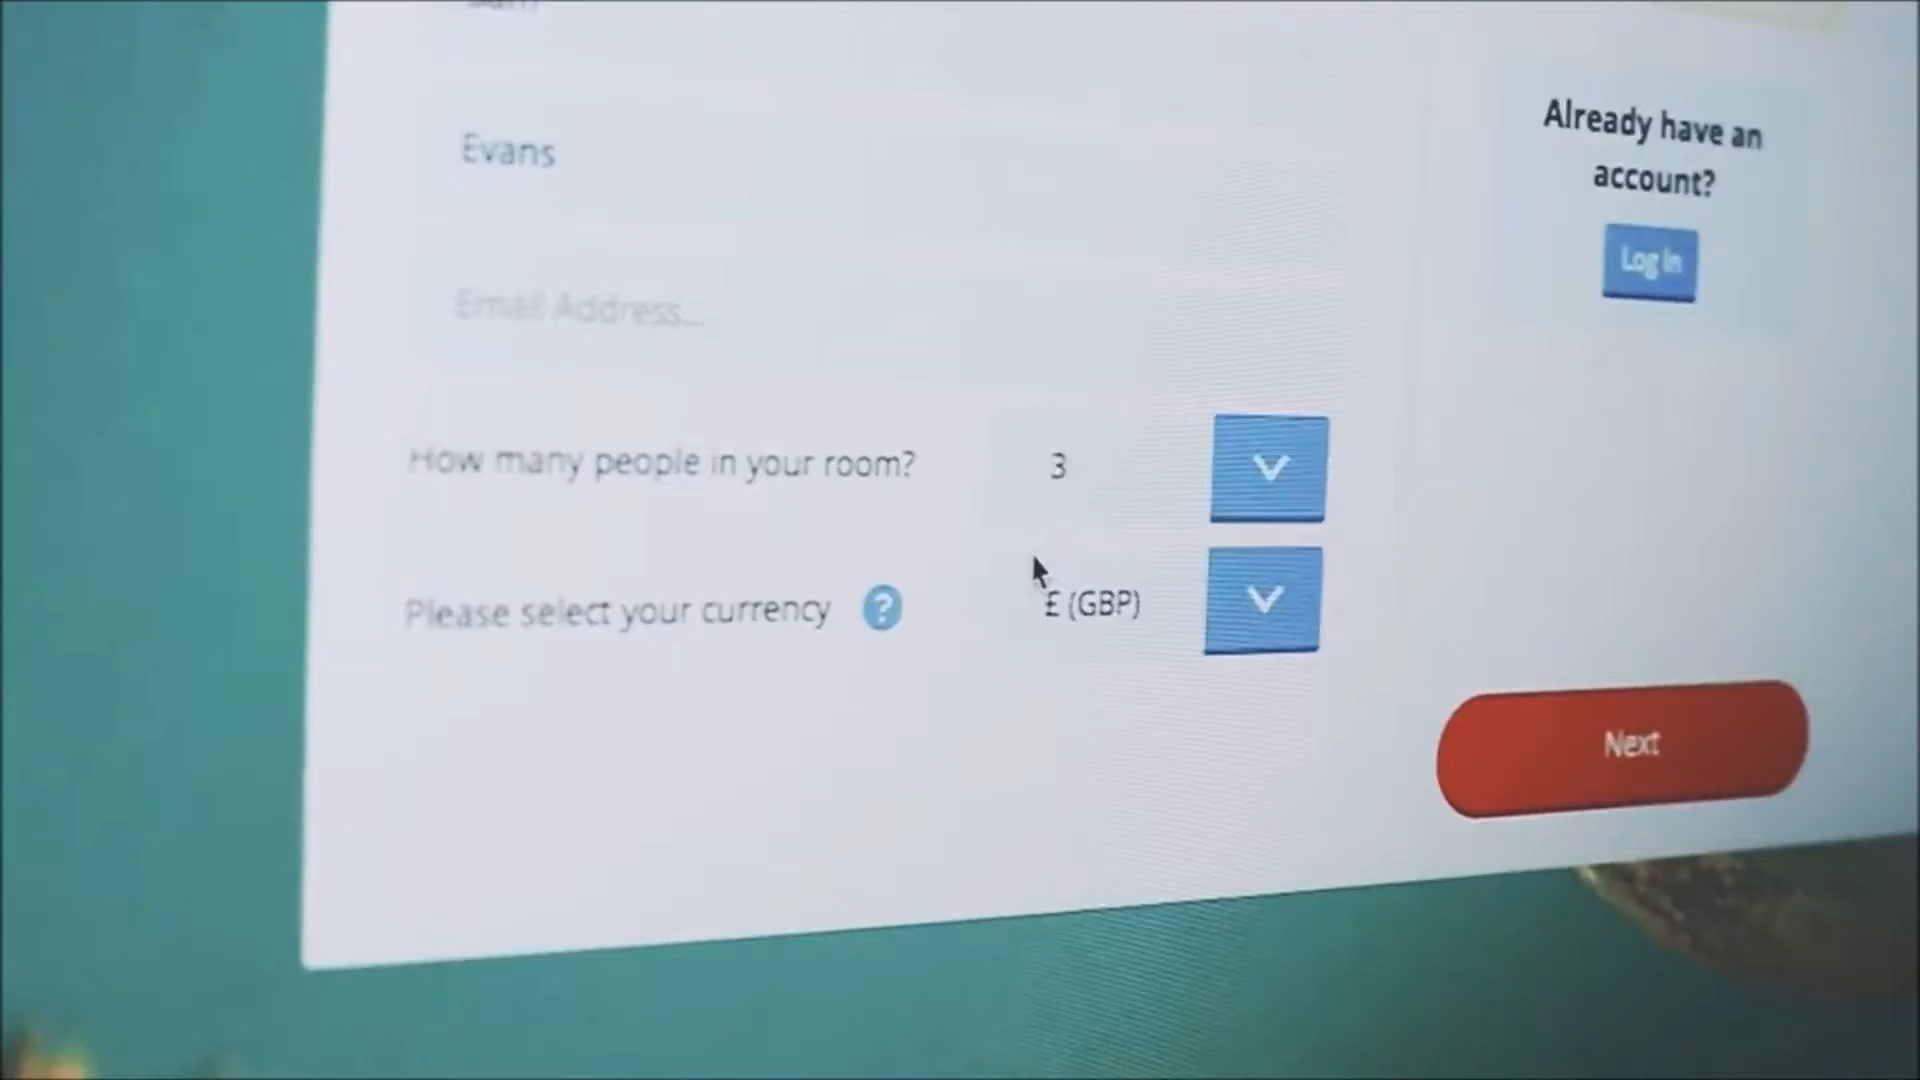 Evans
Email Address...
How many people in your room?
3
Please select your currency
?
£ (GBP)
Already have an
account?
Log in
Next